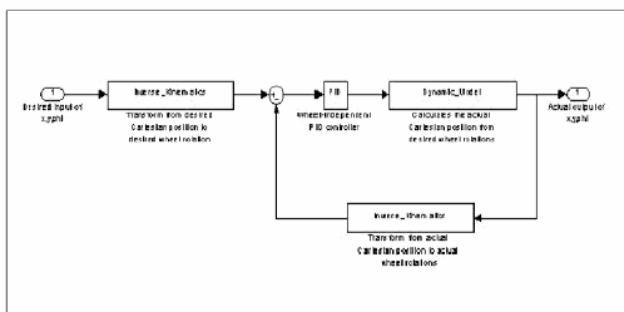 1
Desired input of
x,y,phi
Inverse_Kinematics
Transform from desired
Cartesian position to
desired wheel rotation
PID
Wheel-independent
PID controller
Dynamic_Model
Calculates the actual
Cartesian position from
desired wheel rotations
1
Actual output of
x,y,phi
Inverse_Kinematics
Transform from actual
Cartesian position to actual
wheel rotations